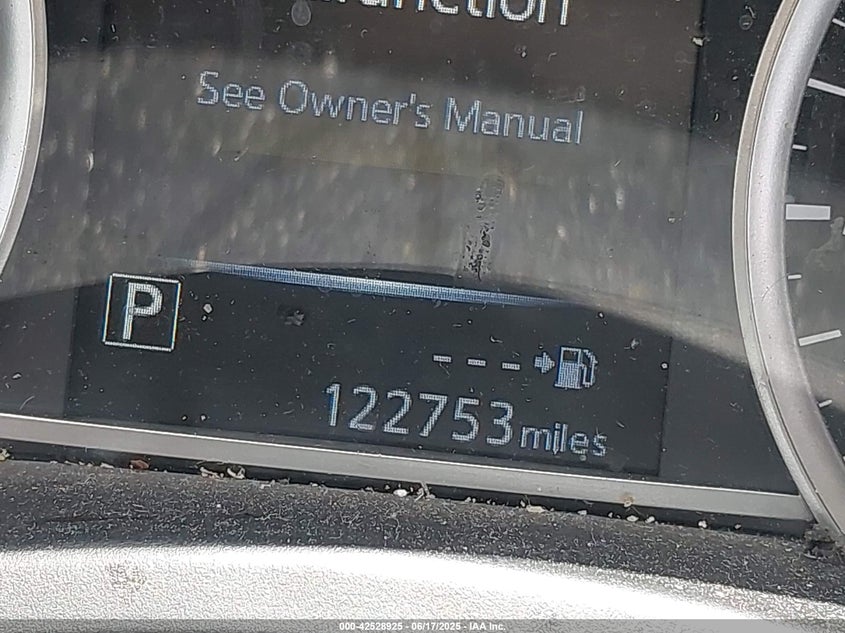 See Owner's Manual
P
---
122753 miles
000-42528925 - 06/17/2025 - IAA Inc.